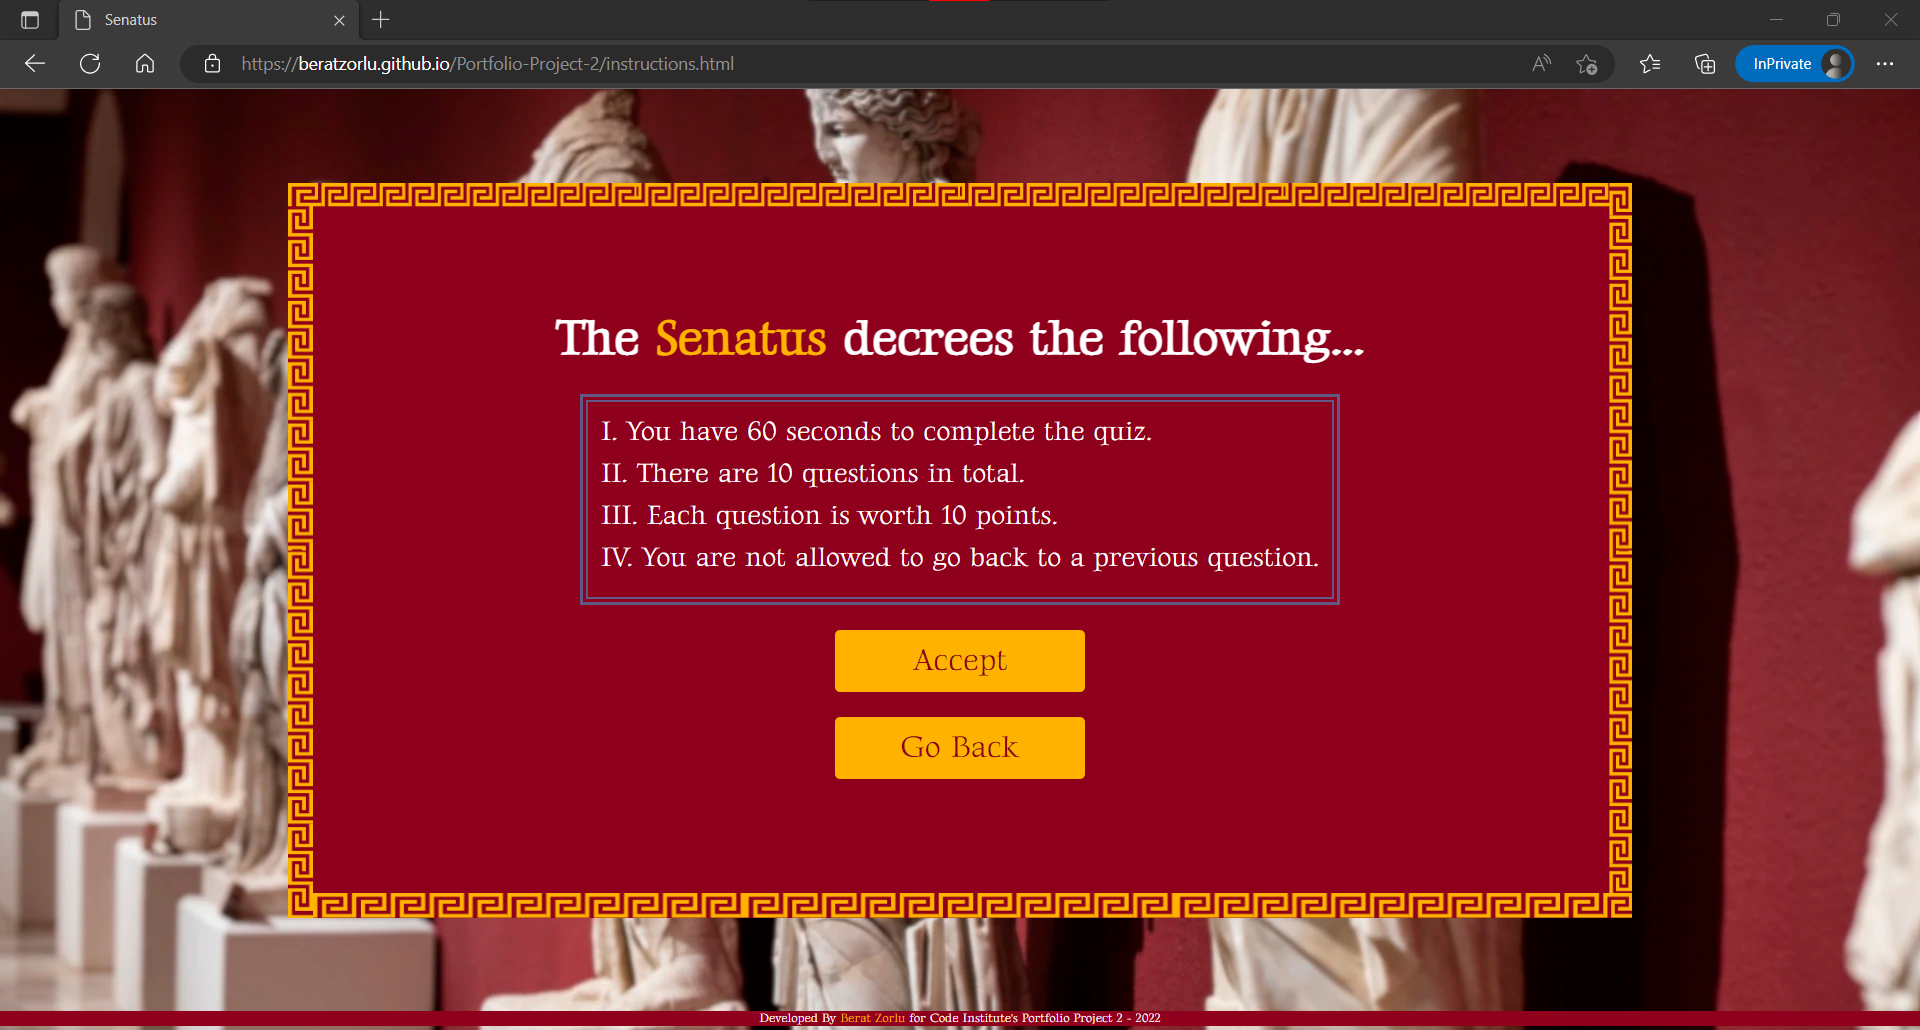 Senatus
https://beratzorlu.github.io/Portfolio-Project-2/instructions.html
InPrivate
The Senatus decrees the following...
I. You have 60 seconds to complete the quiz.
II. There are 10 questions in total.
III. Each question is worth 10 points.
IV. You are not allowed to go back to a previous question.
Accept
Go Back
Developed By Berat Zorlu for Code Institute's Portfolio Project 2 - 2022